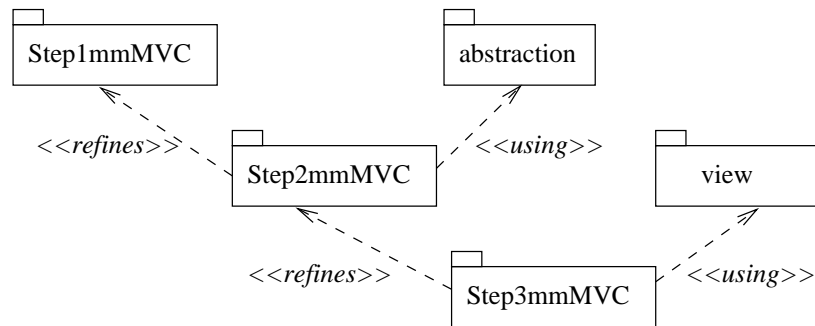 Step1mmMVC
abstraction
<<refines>>
<<using>>
Step2mmMVC
view
<<refines>>
<<using>>
Step3mmMVC